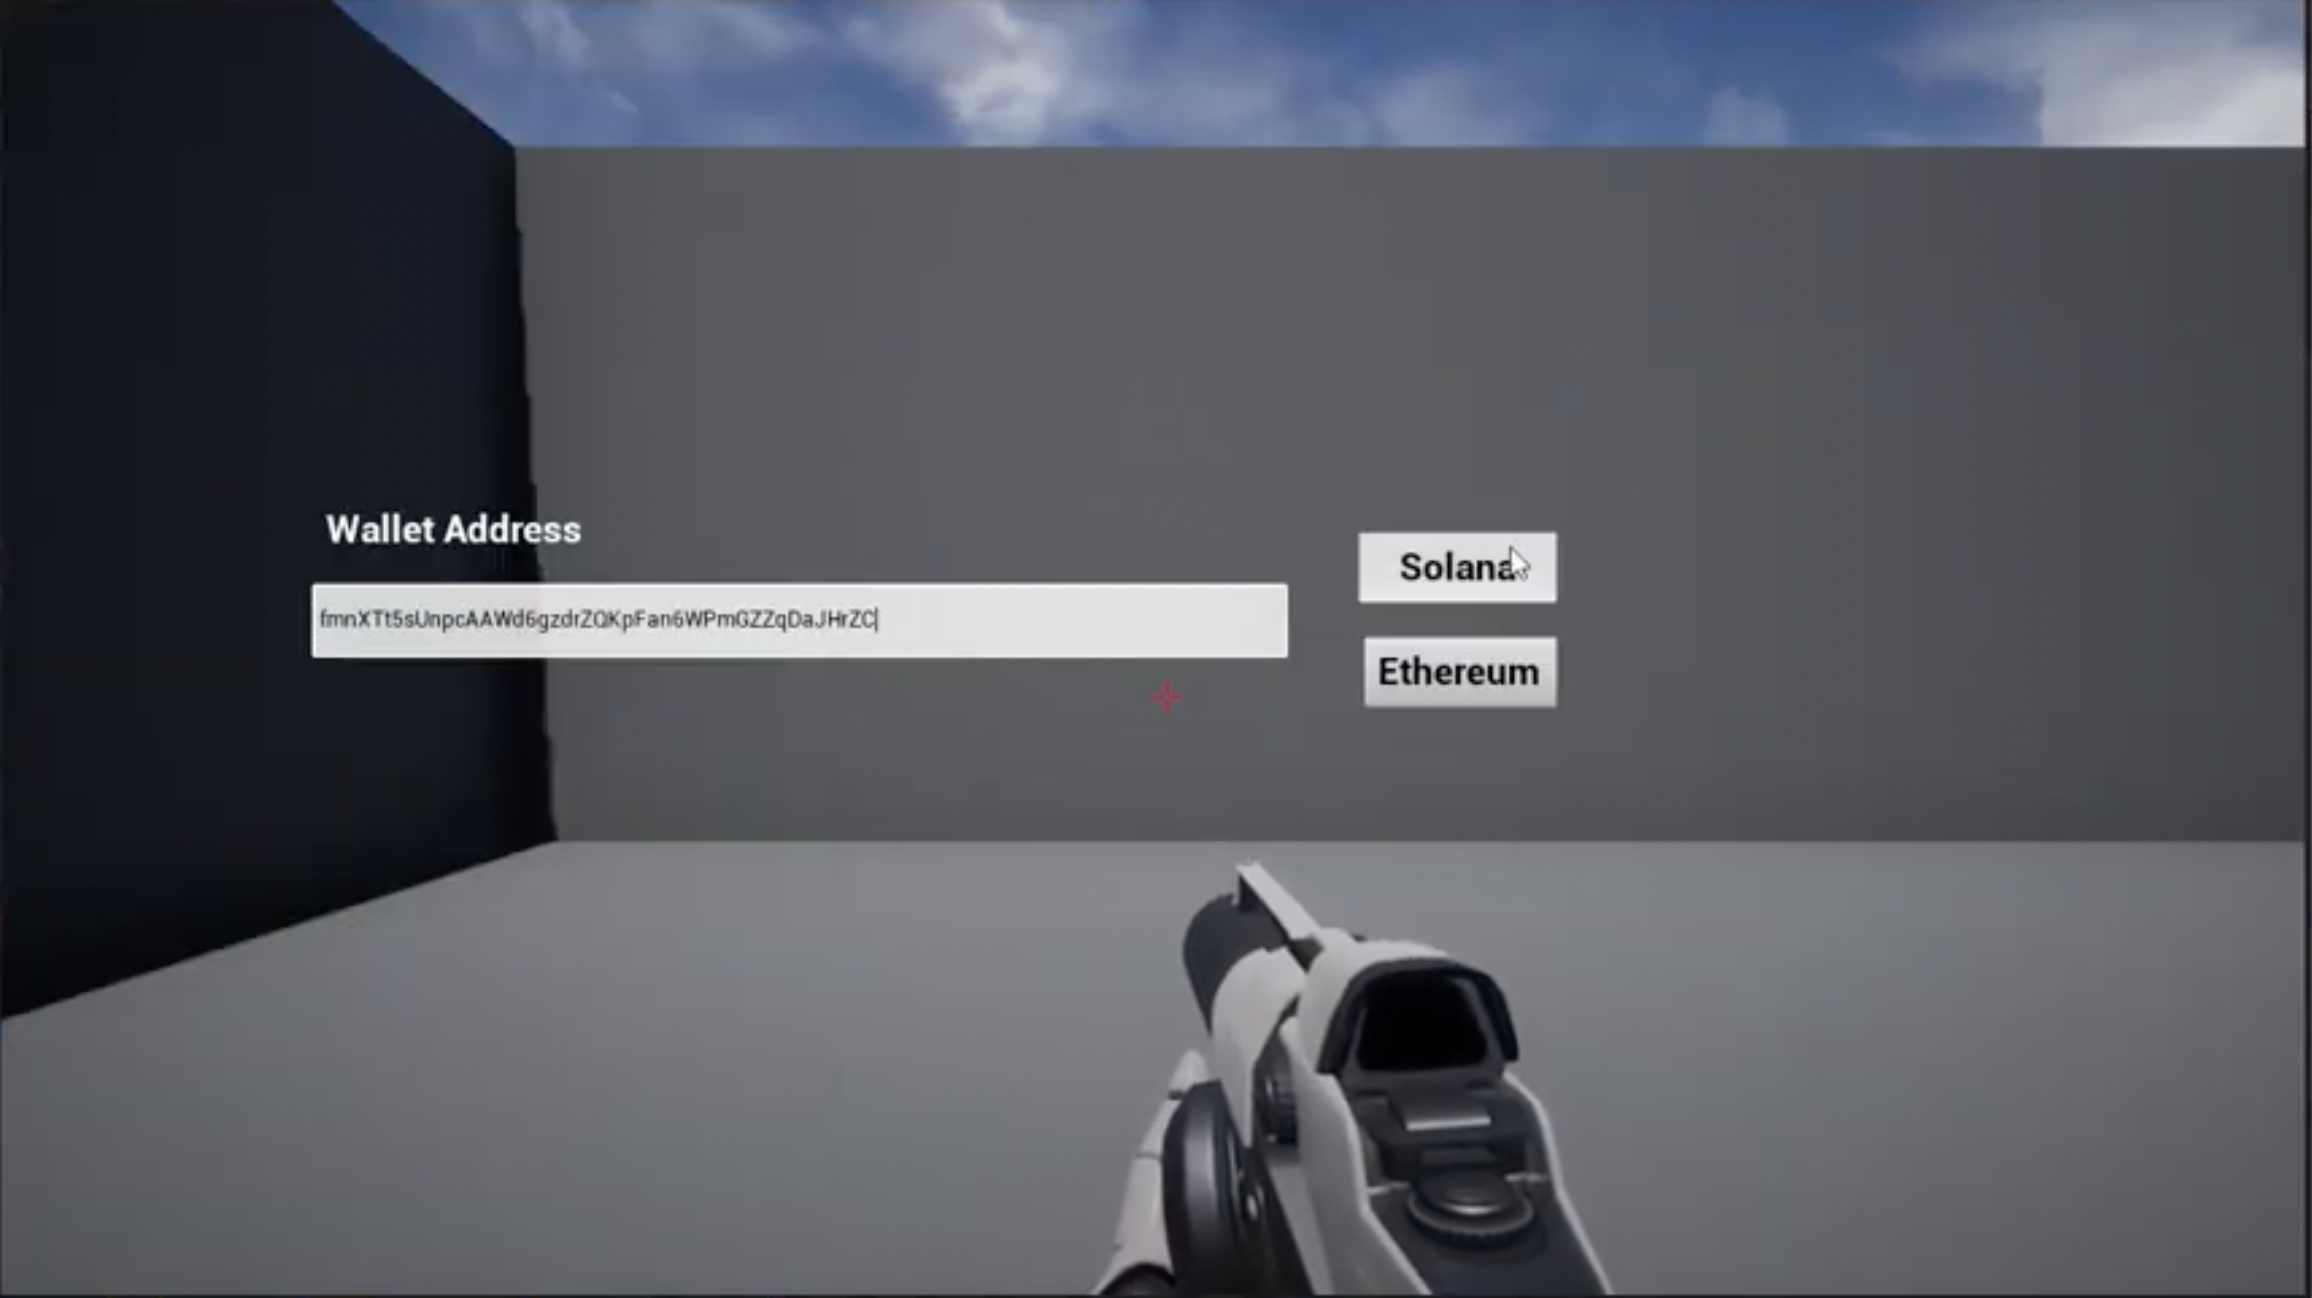 Wallet Address
Solana
fmnXTt5sUnpcAAWd6gzdrZQKpFan6WPmGZZqDaJHrZC
Ethereum